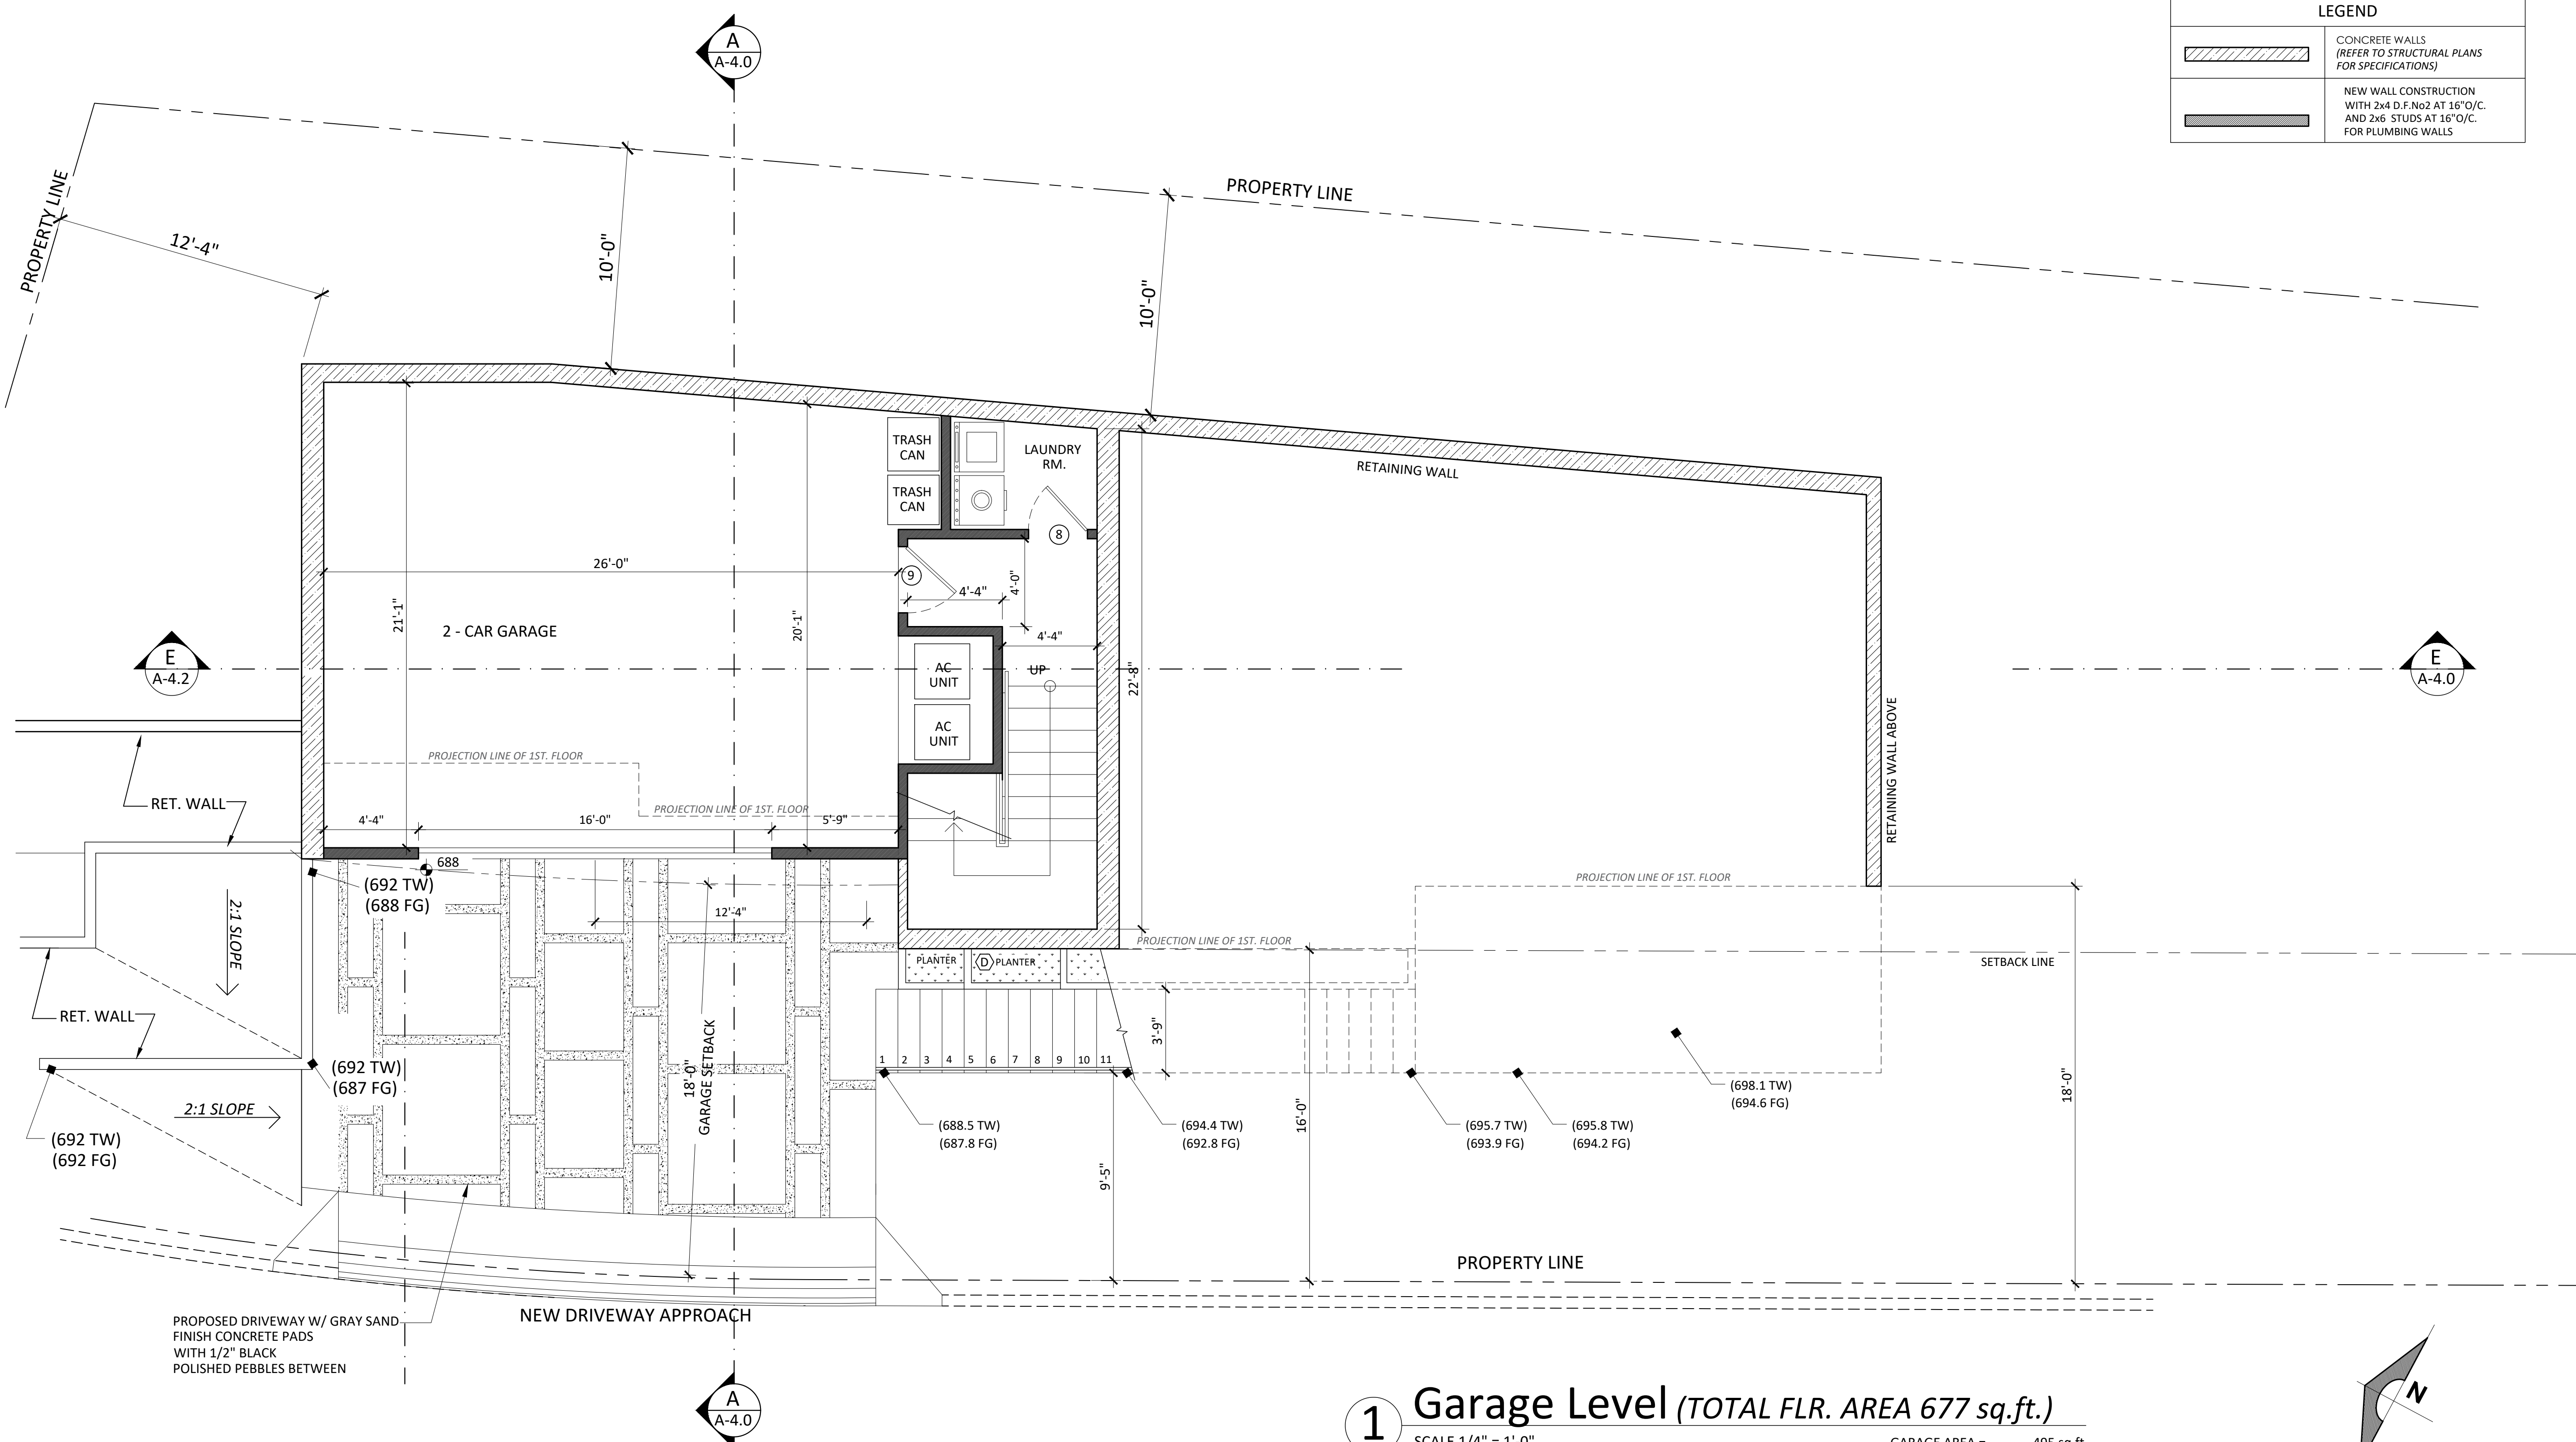 LEGEND
CONCRETE WALLS
(REFER TO STRUCTURAL PLANS
FOR SPECIFICATIONS)
NEW WALL CONSTRUCTION
WITH 2x4 D.F.No2 AT 16"O/C.
AND 2x6 STUDS AT 16"O/C.
FOR PLUMBING WALLS
A
A-4.0
PROPERTY LINE
PROPERTY LINE
12'-4"
10'-0"
10'-0"
TRASH
CAN
TRASH
CAN
LAUNDRY
RM.
RETAINING WALL
8
9
26'-0"
4'-4"
4'-0"
21'-1"
20'-1"
2 - CAR GARAGE
4'-4"
22'-8"
E
A-4.2
AC
UNIT
AC
UNIT
UP
E
A-4.0
RETAINING WALL ABOVE
PROJECTION LINE OF 1ST. FLOOR
PROJECTION LINE OF 1ST. FLOOR
RET. WALL
4'-4"
16'-0"
5'-9"
688
(692 TW)
(688 FG)
2:1 SLOPE
12'-4"
PROJECTION LINE OF 1ST. FLOOR
PROJECTION LINE OF 1ST. FLOOR
PLANTER
D
PLANTER
SETBACK LINE
RET. WALL
18'-0"
GARAGE SETBACK
1 2 3 4 5 6 7 8 9 10 11
3'-9"
(692 TW)
(687 FG)
2:1 SLOPE
(692 TW)
(692 FG)
(688.5 TW)
(687.8 FG)
(694.4 TW)
(692.8 FG)
16'-0"
(695.7 TW)
(693.9 FG)
(695.8 TW)
(694.2 FG)
(698.1 TW)
(694.6 FG)
18'-0"
9'-5"
PROPERTY LINE
NEW DRIVEWAY APPROACH
PROPOSED DRIVEWAY W/ GRAY SAND
FINISH CONCRETE PADS
WITH 1/2" BLACK
POLISHED PEBBLES BETWEEN
A
A-4.0
1
Garage Level (TOTAL FLR. AREA 677 sq.ft.)
SCALE 1/4" = 1'-0"
GARAGE AREA = 495 sq.ft.
N